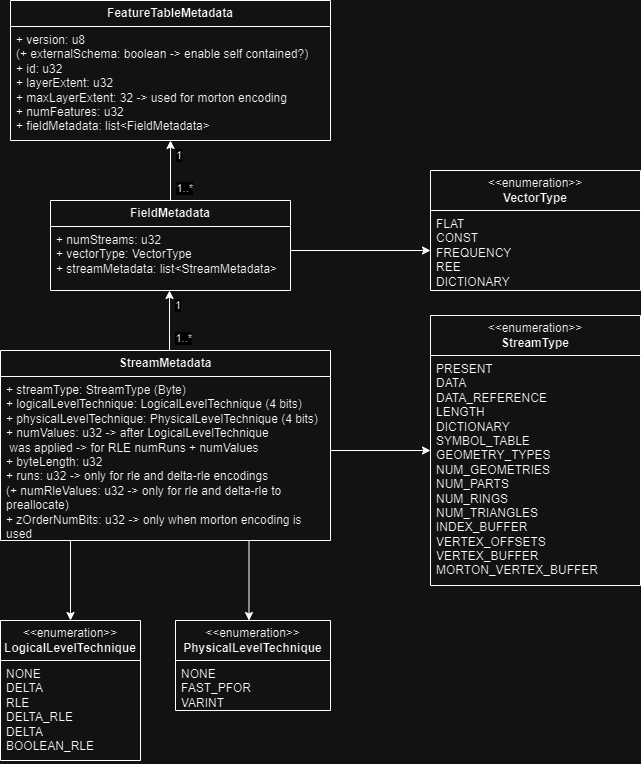 FeatureTableMetadata
+ version: u8
(+ externalSchema: boolean -> enable self contained?)
+ id: u32
+ layerExtent: u32
+ maxLayerExtent: 32 -> used for morton encoding
+ numFeatures: u32
+ fieldMetadata: list<FieldMetadata>
1
1..*
FieldMetadata
+ numStreams: u32
+ vectorType: VectorType
+ streamMetadata: list<StreamMetadata>
<<enumeration>>
VectorType
FLAT
CONST
FREQUENCY
REE
DICTIONARY
1
1..*
StreamMetadata
+ streamType: StreamType (Byte)
+ logicalLevelTechnique: LogicalLevelTechnique (4 bits)
+ physicalLevelTechnique: PhysicalLevelTechnique (4 bits)
+ numValues: u32 -> after LogicalLevelTechnique
was applied -> for RLE numRuns + numValues
+ byteLength: u32
+ runs: u32 -> only for rle and delta-rle encodings
(+ numRleValues: u32 -> only for rle and delta-rle to
preallocate)
+ zOrderNumBits: u32 -> only when morton encoding is
used
<<enumeration>>
StreamType
PRESENT
DATA
DATA_REFERENCE
LENGTH
DICTIONARY
SYMBOL_TABLE
GEOMETRY_TYPES
NUM_GEOMETRIES
NUM_PARTS
NUM_RINGS
NUM_TRIANGLES
INDEX_BUFFER
VERTEX_OFFSETS
VERTEX_BUFFER
MORTON_VERTEX_BUFFER
<<enumeration>>
LogicalLevelTechnique
NONE
DELTA
RLE
DELTA_RLE
DELTA
BOOLEAN_RLE
<<enumeration>>
PhysicalLevelTechnique
NONE
FAST_PFOR
VARINT